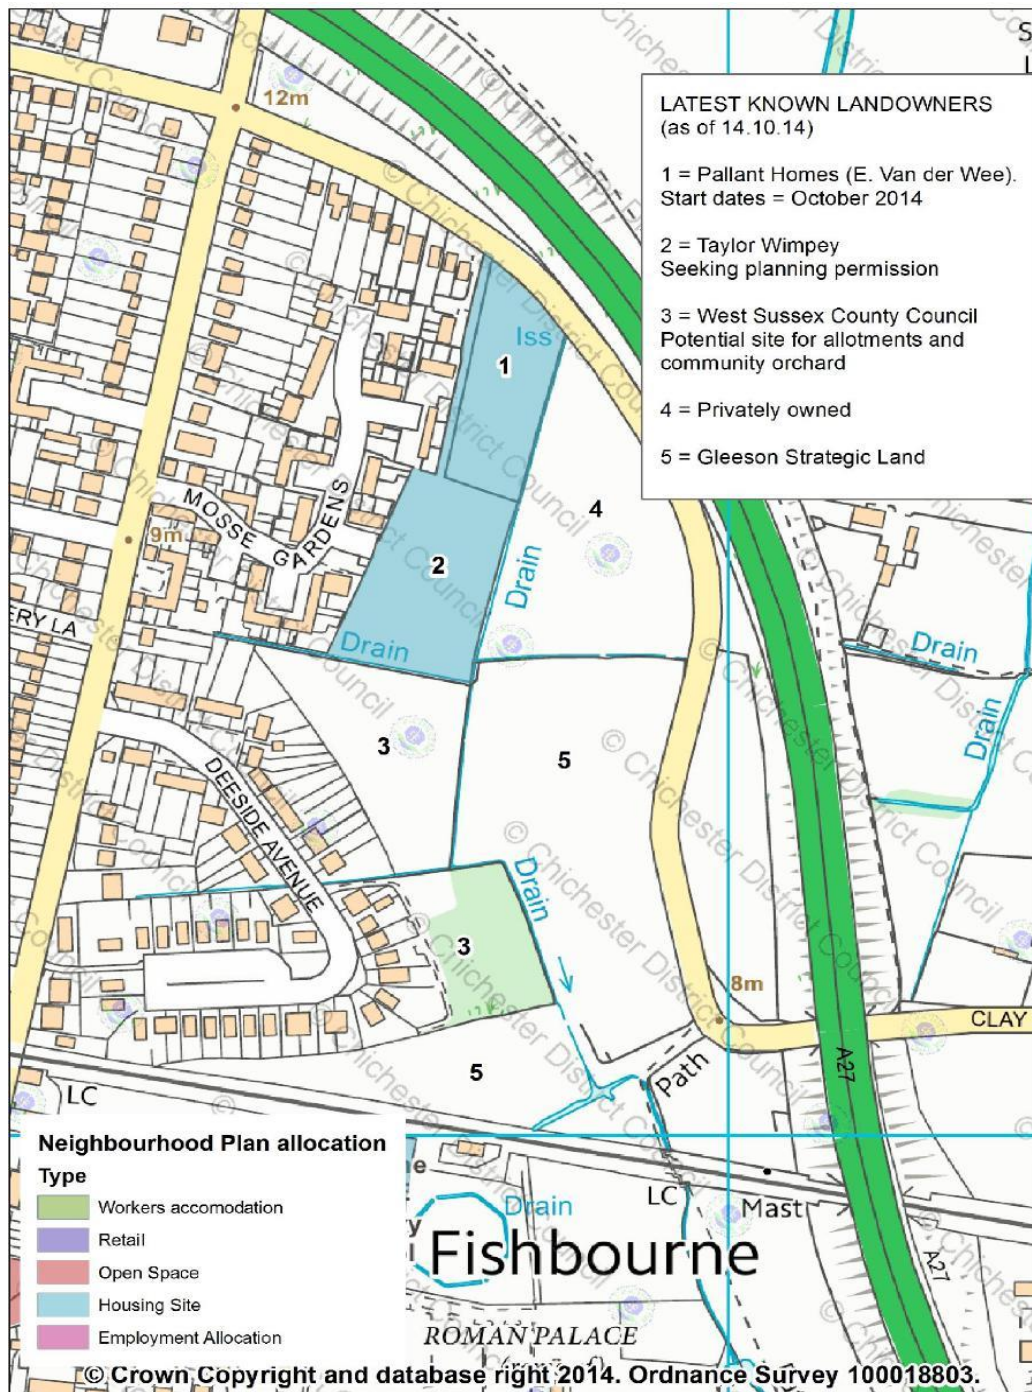 LATEST KNOWN LANDOWNERS
(as of 14.10.14)
1 = Pallant Homes (E. Van der Wee).
Start dates = October 2014
2 = Taylor Wimpey
Seeking planning permission
3 = West Sussex County Council
Potential site for allotments and
community orchard
4 = Privately owned
5 = Gleeson Strategic Land
12m
Iss
1
4
MOSSE GARDENS
9m
2
Drain
ERY LA
Drain
Drain
Drain
3
5
DEESIDE AVENUE
Drain
3
8m
CLAY
A27
5
Path
LC
LC
Mast
A27
Drain
Fishbourne
ROMAN PALACE
Neighbourhood Plan allocation
Type
Workers accomodation
Retail
Open Space
Housing Site
Employment Allocation
© Chichester District Council
© Crown Copyright and database right 2014. Ordnance Survey 100018803.